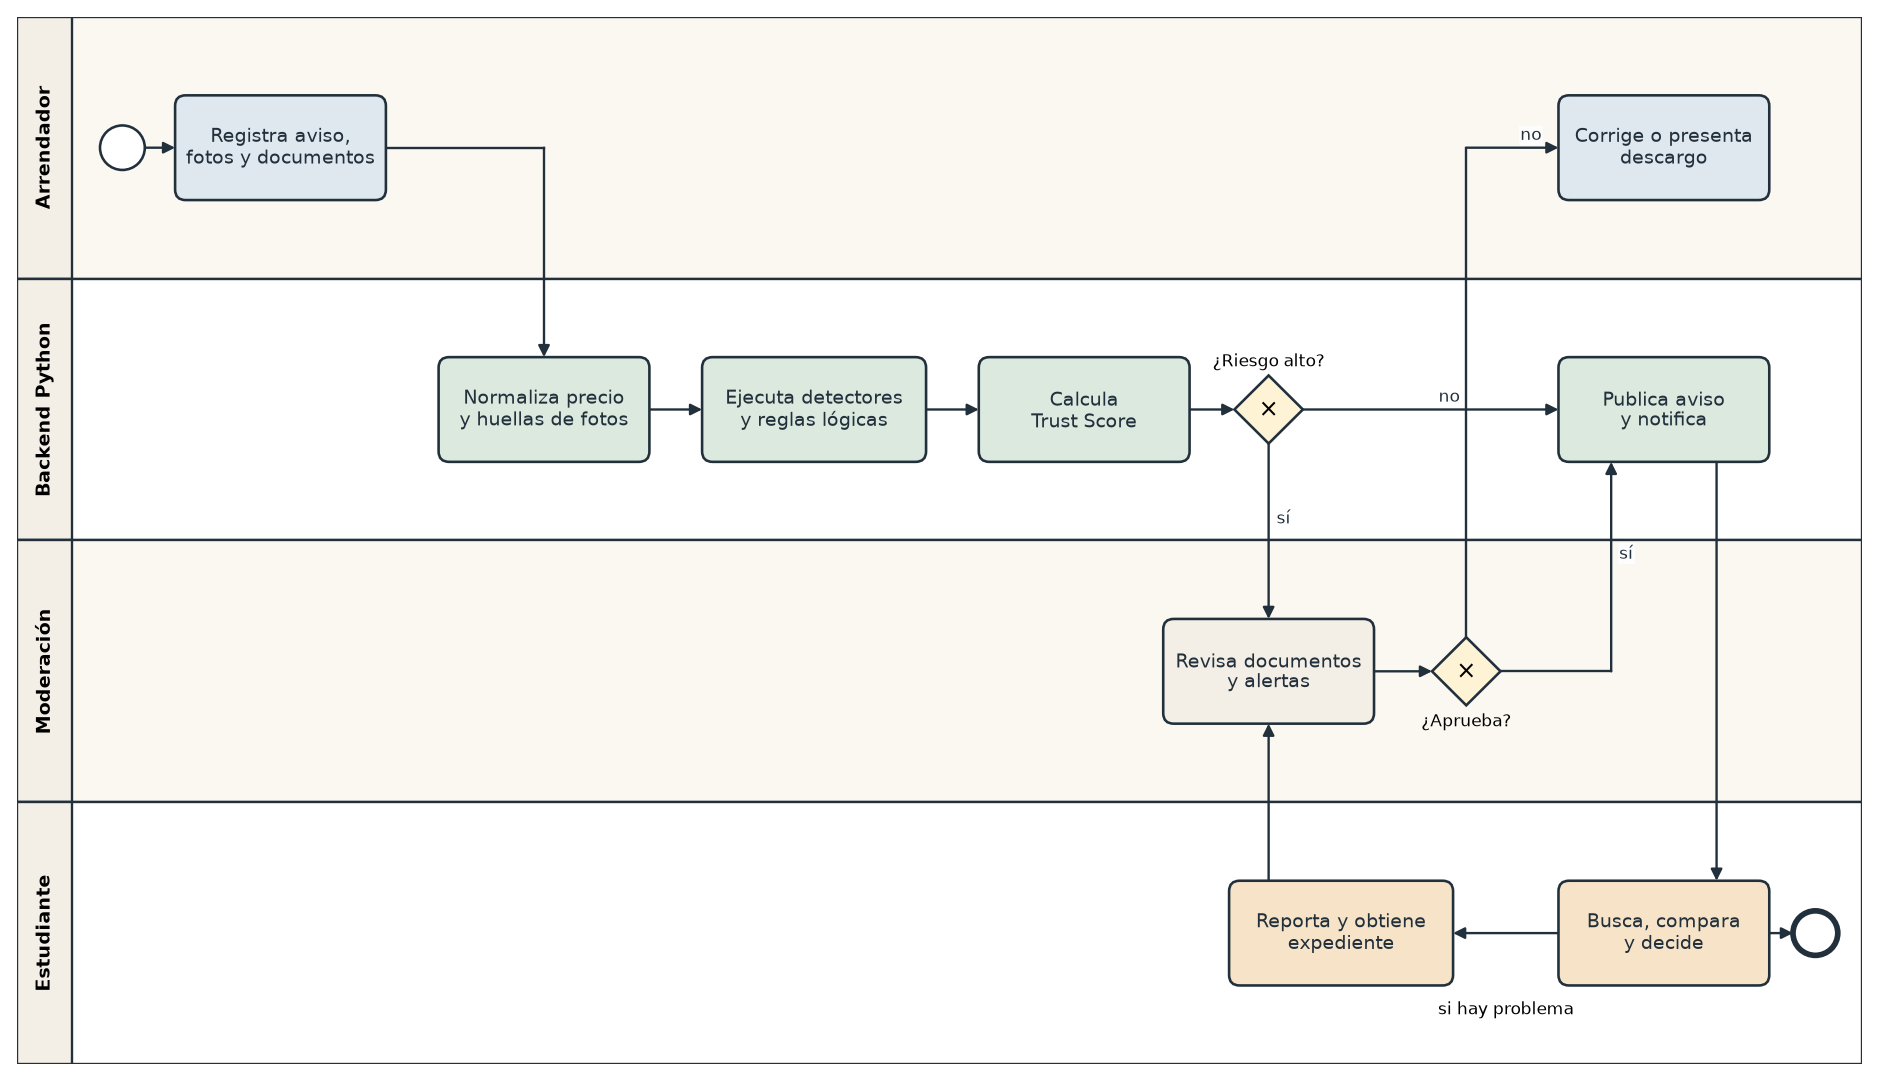 Arrendador
Registra aviso,
fotos y documentos
no
Corrige o presenta
descargo
Backend Python
Normaliza precio
y huellas de fotos
Ejecuta detectores
y reglas lógicas
Calcula
Trust Score
¿Riesgo alto?
×
no
Publica aviso
y notifica
sí
Moderación
sí
Revisa documentos
y alertas
×
¿Aprueba?
Estudiante
Reporta y obtiene
expediente
Busca, compara
y decide
si hay problema